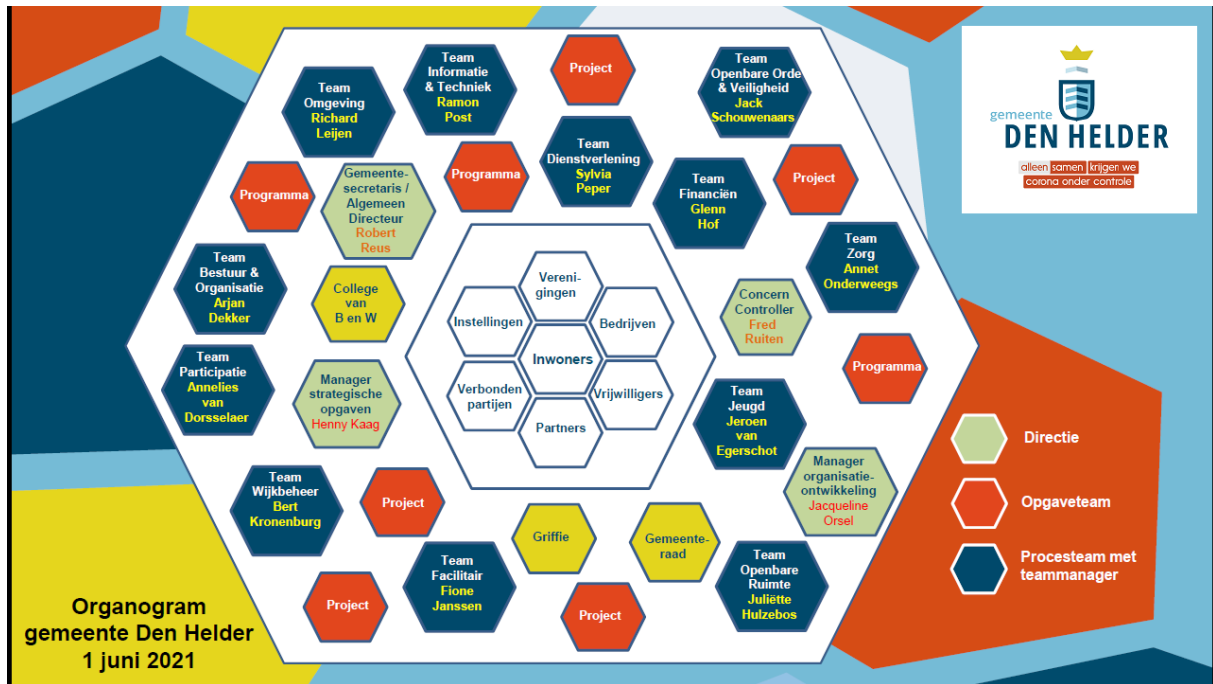 Team
Omgeving
Richard
Leijen
Team
Informatie
& Techniek
Ramon
Post
Project
Team
Openbare Orde
& Veiligheid
Jack
Schouwenaars
gemeente
DEN HELDER
alleen samen krijgen we
corona onder controle
Programma
Gemeente-
secretaris /
Algemeen
Directeur
Robert
Reus
Programma
Team
Dienstverlening
Sylvia
Peper
Team
Financiën
Glenn
Hof
Project
Team
Bestuur &
Organisatie
Arjan
Dekker
College
van
B en W
Instellingen
Vereni-
gingen
Bedrijven
Inwoners
Verbonden
partijen
Vrijwilligers
Partners
Concern
Controller
Fred
Ruiten
Team
Zorg
Annet
Onderweegs
Programma
Team
Participatie
Annelies
van
Dorsselaer
Manager
strategische
opgaven
Henny Kaag
Team
Jeugd
Jeroen
van
Egerschot
Manager
organisatie-
ontwikkeling
Jacqueline
Orsel
Team
Wijkbeheer
Bert
Kronenburg
Project
Griffie
Gemeente-
raad
Project
Team
Facilitair
Fione
Janssen
Project
Team
Openbare
Ruimte
Juliëtte
Hulzebos
Directie
Opgaveteam
Procesteam met
teammanager
Organogram
gemeente Den Helder
1 juni 2021